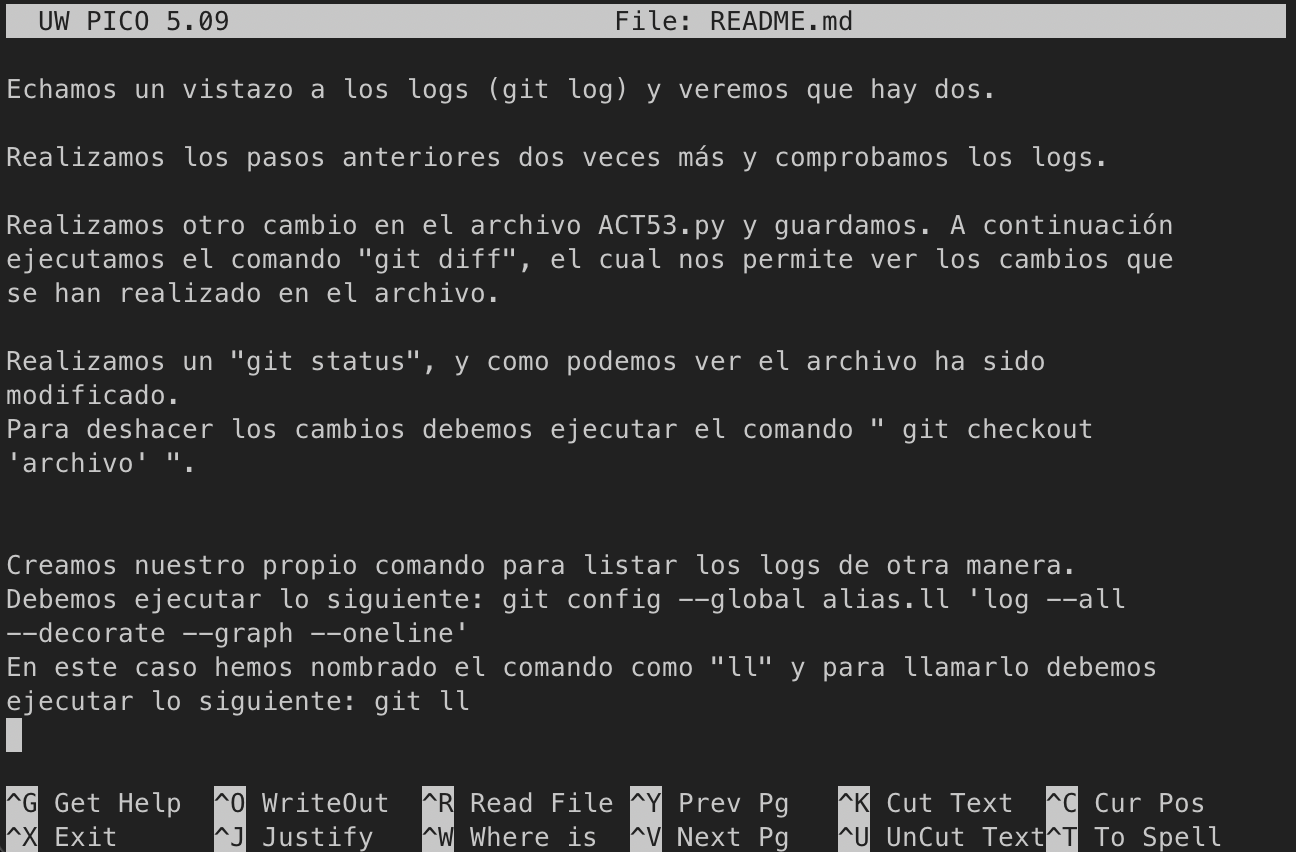 UW PICO 5.09 File: README.md
Echamos un vistazo a los logs (git log) y veremos que hay dos.
Realizamos los pasos anteriores dos veces más y comprobamos los logs.
Realizamos otro cambio en el archivo ACT53.py y guardamos. A continuación
ejecutamos el comando "git diff", el cual nos permite ver los cambios que
se han realizado en el archivo.
Realizamos un "git status", y como podemos ver el archivo ha sido
modificado.
Para deshacer los cambios debemos ejecutar el comando " git checkout
'archivo' ".
Creamos nuestro propio comando para listar los logs de otra manera.
Debemos ejecutar lo siguiente: git config --global alias.ll 'log --all
--decorate --graph --oneline'
En este caso hemos nombrado el comando como "ll" y para llamarlo debemos
ejecutar lo siguiente: git ll
^G Get Help ^O WriteOut ^R Read File ^Y Prev Pg ^K Cut Text ^C Cur Pos
^X Exit ^J Justify ^W Where is ^V Next Pg ^U UnCut Text^T To Spell